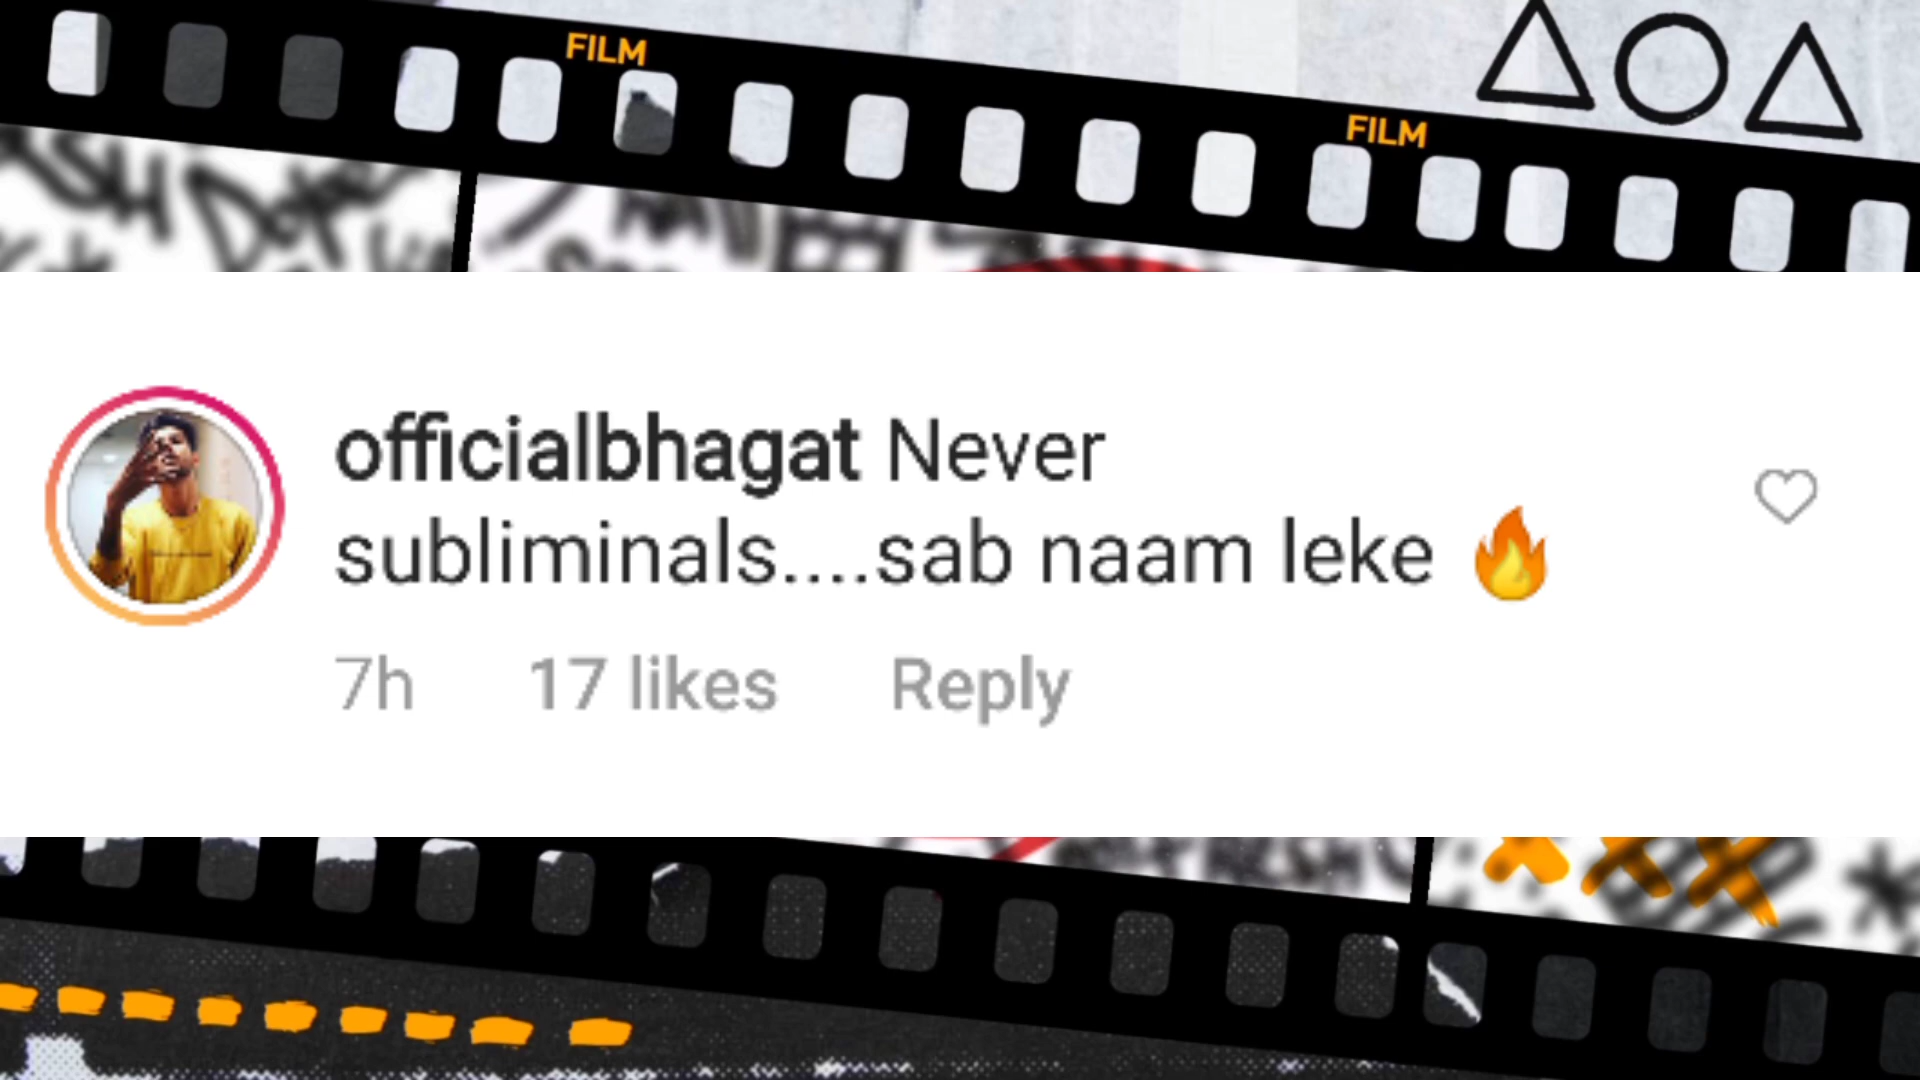 FILM
FILM
officialbhagat Never
subliminals....sab naam leke 🔥
7h 17 likes Reply